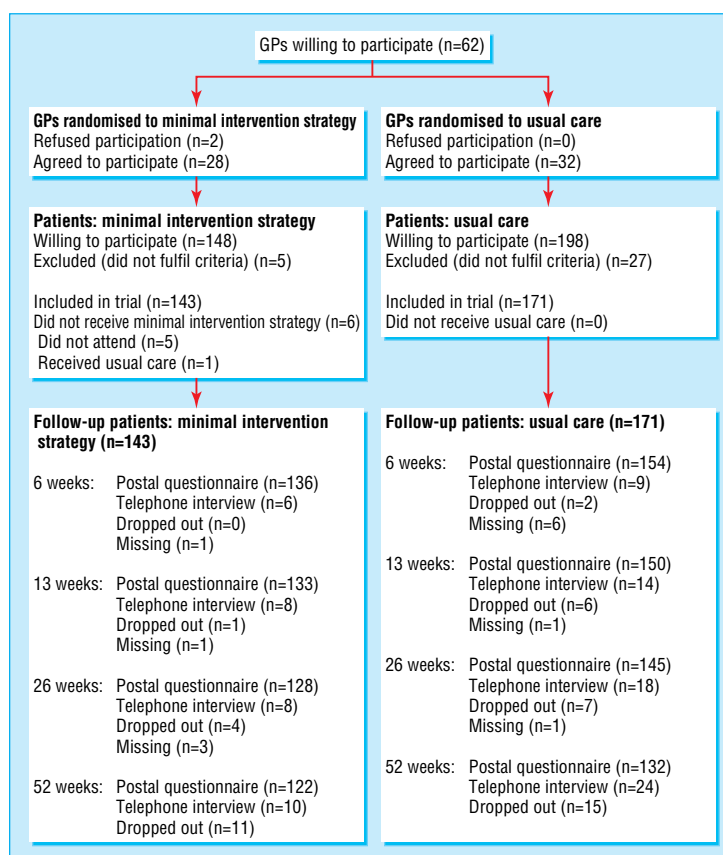 GPs willing to participate (n=62)
GPs randomised to minimal intervention strategy
Refused participation (n=2)
Agreed to participate (n=28)
GPs randomised to usual care
Refused participation (n=0)
Agreed to participate (n=32)
Patients: minimal intervention strategy
Willing to participate (n=148)
Excluded (did not fulfil criteria) (n=5)
Included in trial (n=143)
Did not receive minimal intervention strategy (n=6)
Did not attend (n=5)
Received usual care (n=1)
Patients: usual care
Willing to participate (n=198)
Excluded (did not fulfil criteria) (n=27)
Included in trial (n=171)
Did not receive usual care (n=0)
Follow-up patients: minimal intervention
strategy (n=143)
6 weeks: Postal questionnaire (n=136)
Telephone interview (n=6)
Dropped out (n=0)
Missing (n=1)
13 weeks: Postal questionnaire (n=133)
Telephone interview (n=8)
Dropped out (n=1)
Missing (n=1)
26 weeks: Postal questionnaire (n=128)
Telephone interview (n=8)
Dropped out (n=4)
Missing (n=3)
52 weeks: Postal questionnaire (n=122)
Telephone interview (n=10)
Dropped out (n=11)
Follow-up patients: usual care (n=171)
6 weeks: Postal questionnaire (n=154)
Telephone interview (n=9)
Dropped out (n=2)
Missing (n=6)
13 weeks: Postal questionnaire (n=150)
Telephone interview (n=14)
Dropped out (n=6)
Missing (n=1)
26 weeks: Postal questionnaire (n=145)
Telephone interview (n=18)
Dropped out (n=7)
Missing (n=1)
52 weeks: Postal questionnaire (n=132)
Telephone interview (n=24)
Dropped out (n=15)